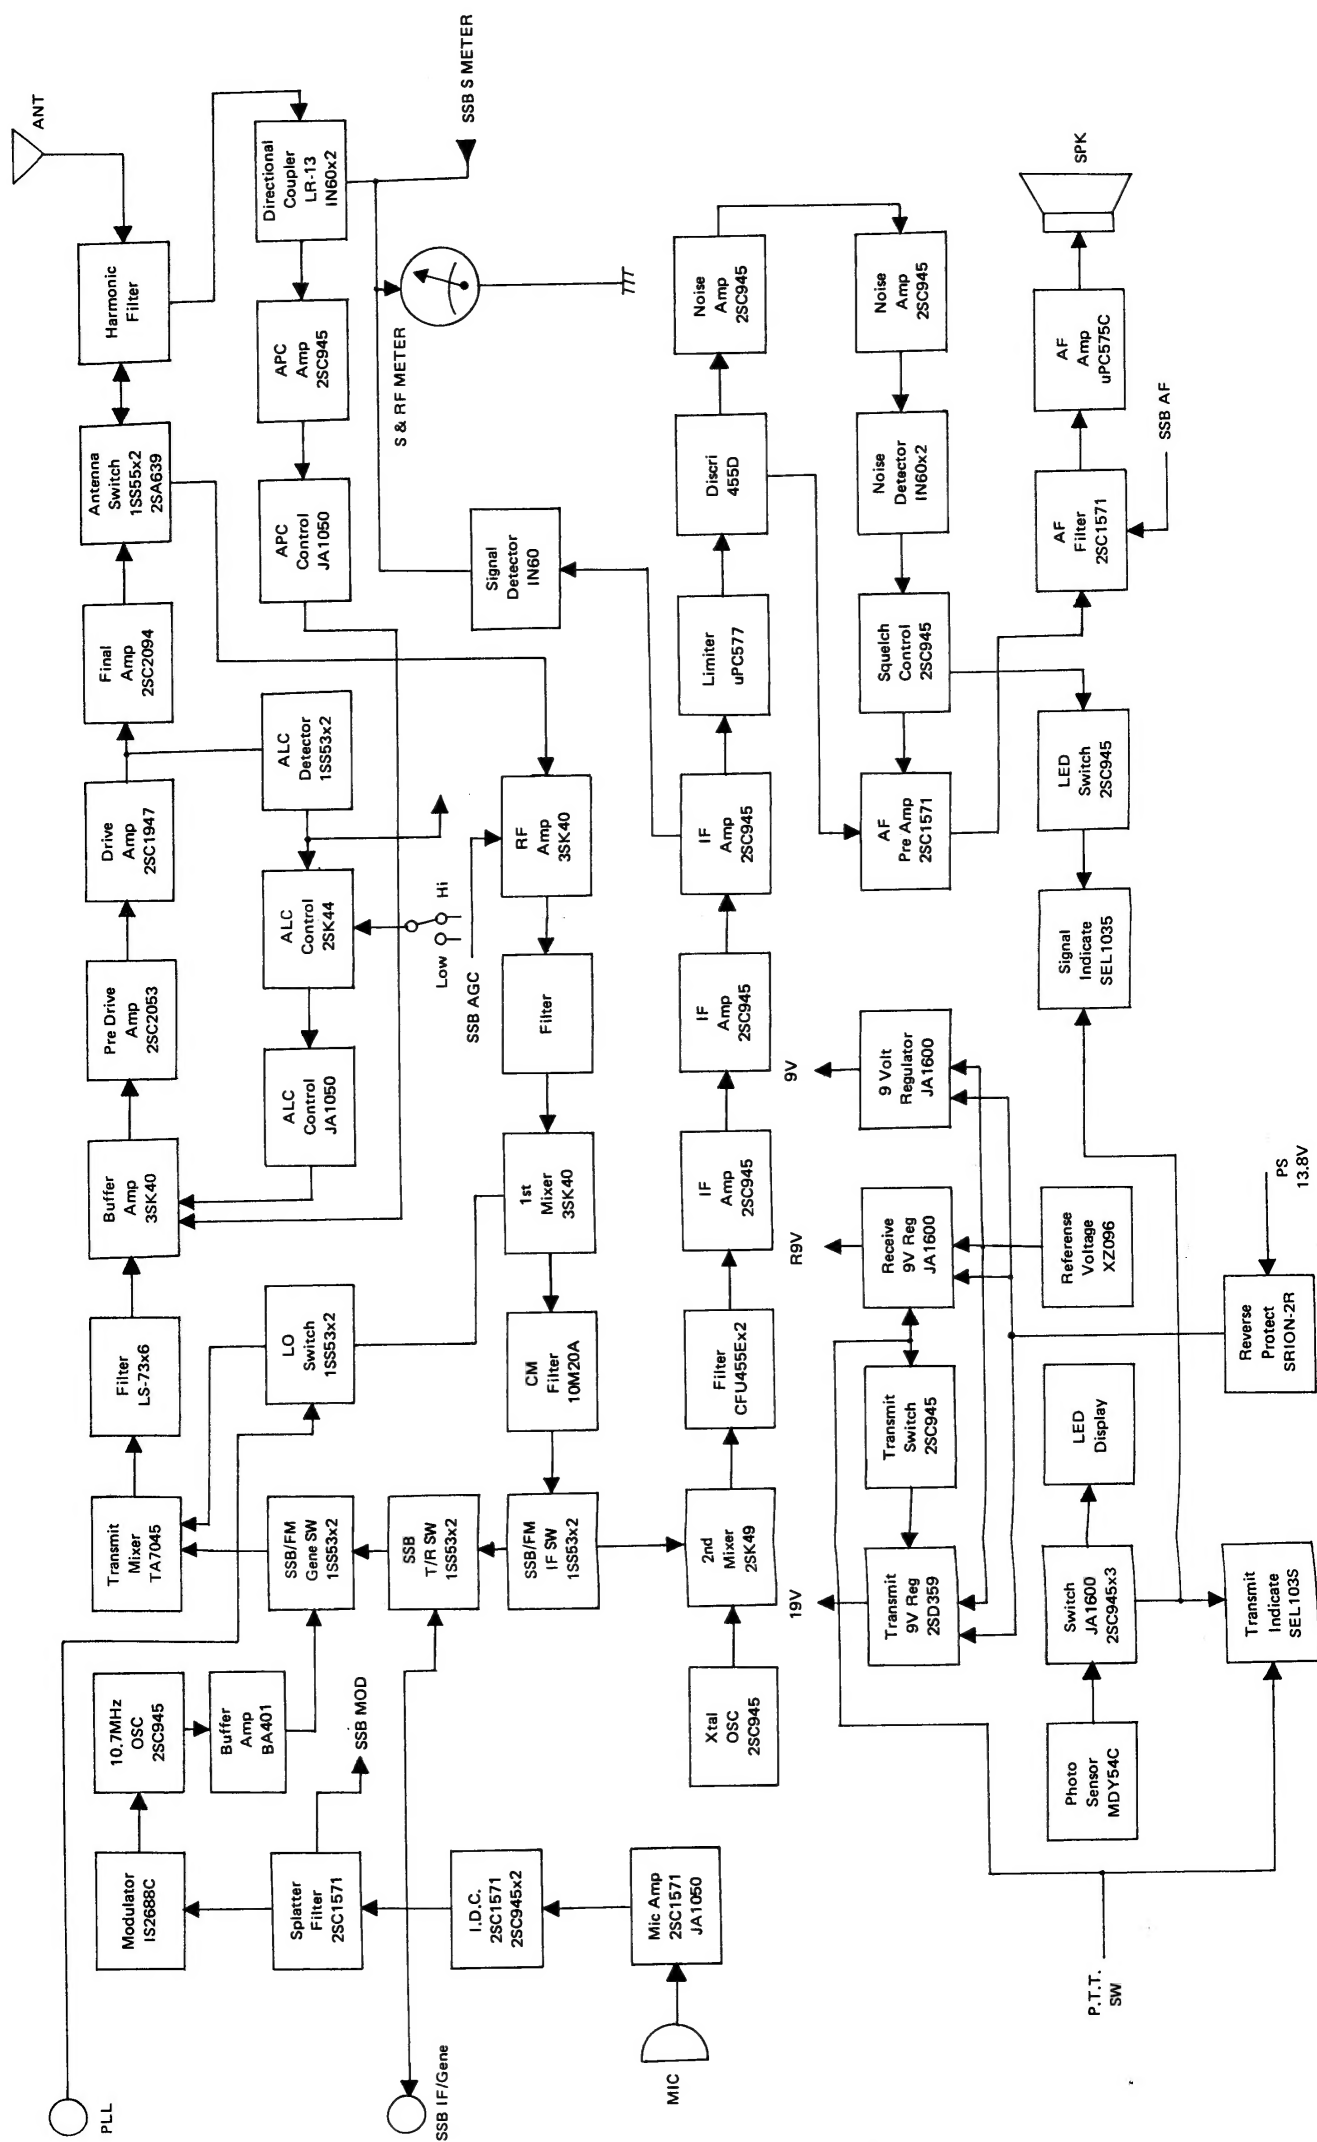 ANT
Harmonic
Filter
Antenna
Switch
1SS55x2
2SA639
Final
Amp
2SC2094
Drive
Amp
2SC1947
Pre Drive
Amp
2SC2053
Buffer
Amp
3SK40
Filter
LS-73x6
Transmit
Mixer
TA7045
10.7MHz
OSC
2SC945
Modulator
IS2688C
PLL
Directional
Coupler
LR-13
IN60x2
APC
Amp
2SC945
APC
Control
JA1050
ALC
Detector
1SS53x2
ALC
Control
2SK44
ALC
Control
JA1050
LO
Switch
1SS53x2
SSB/FM
Gene SW
1SS53x2
Buffer
Amp
BA401
Splatter
Filter
2SC1571
SSB MOD
SSB S METER
S & RF METER
Hi
Low
SSB AGC
SSB
T/R SW
1SS53x2
SSB IF/Gene
Signal
Detector
IN60
RF
Amp
3SK40
Filter
1st
Mixer
3SK40
CM
Filter
10M20A
SSB/FM
IF SW
1SS53x2
I.D.C.
2SC1571
2SC945x2
Mic Amp
2SC1571
JA1050
MIC
Noise
Amp
2SC945
Discri
455D
Limiter
uPC577
IF
Amp
2SC945
IF
Amp
2SC945
IF
Amp
2SC945
Filter
CFU455Ex2
2nd
Mixer
2SK49
Xtal
OSC
2SC945
Noise
Amp
2SC945
Noise
Detector
IN60x2
Squelch
Control
2SC945
AF
Pre Amp
2SC1571
9V
9 Volt
Regulator
JA1600
R9V
Receive
9V Reg
JA1600
Transmit
Switch
2SC945
19V
Transmit
9V Reg
2SD359
SPK
AF
Amp
uPC575C
AF
Filter
2SC1571
SSB AF
LED
Switch
2SC945
Signal
Indicate
SEL1035
Referense
Voltage
XZ096
LED
Display
Switch
JA1600
2SC945x3
Photo
Sensor
MDY54C
P.T.T.
SW
PS
13.8V
Reverse
Protect
SRION-2R
Transmit
Indicate
SEL103S